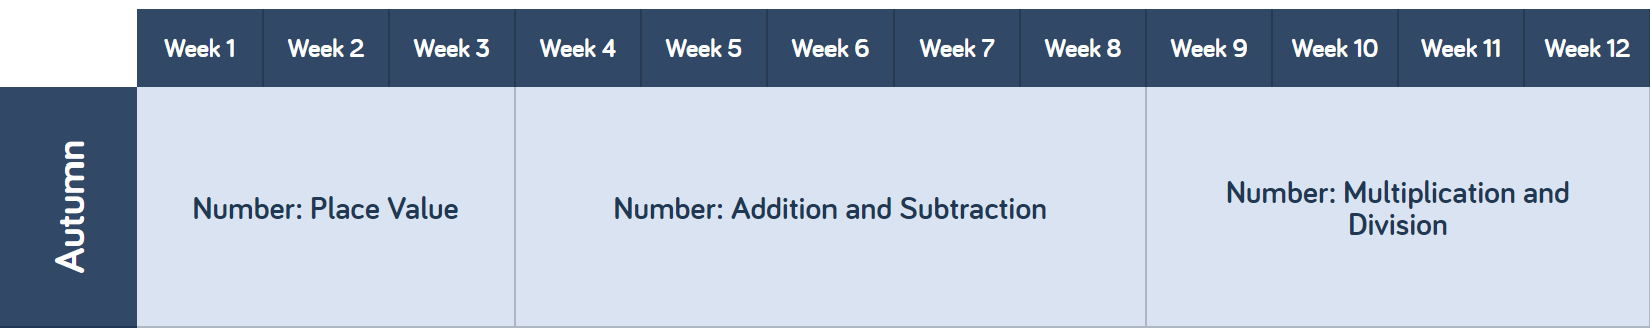 Week 1 Week 2 Week 3 Week 4 Week 5 Week 6 Week 7 Week 8 Week 9 Week 10 Week 11 Week 12
Autumn
Number: Place Value
Number: Addition and Subtraction
Number: Multiplication and
Division